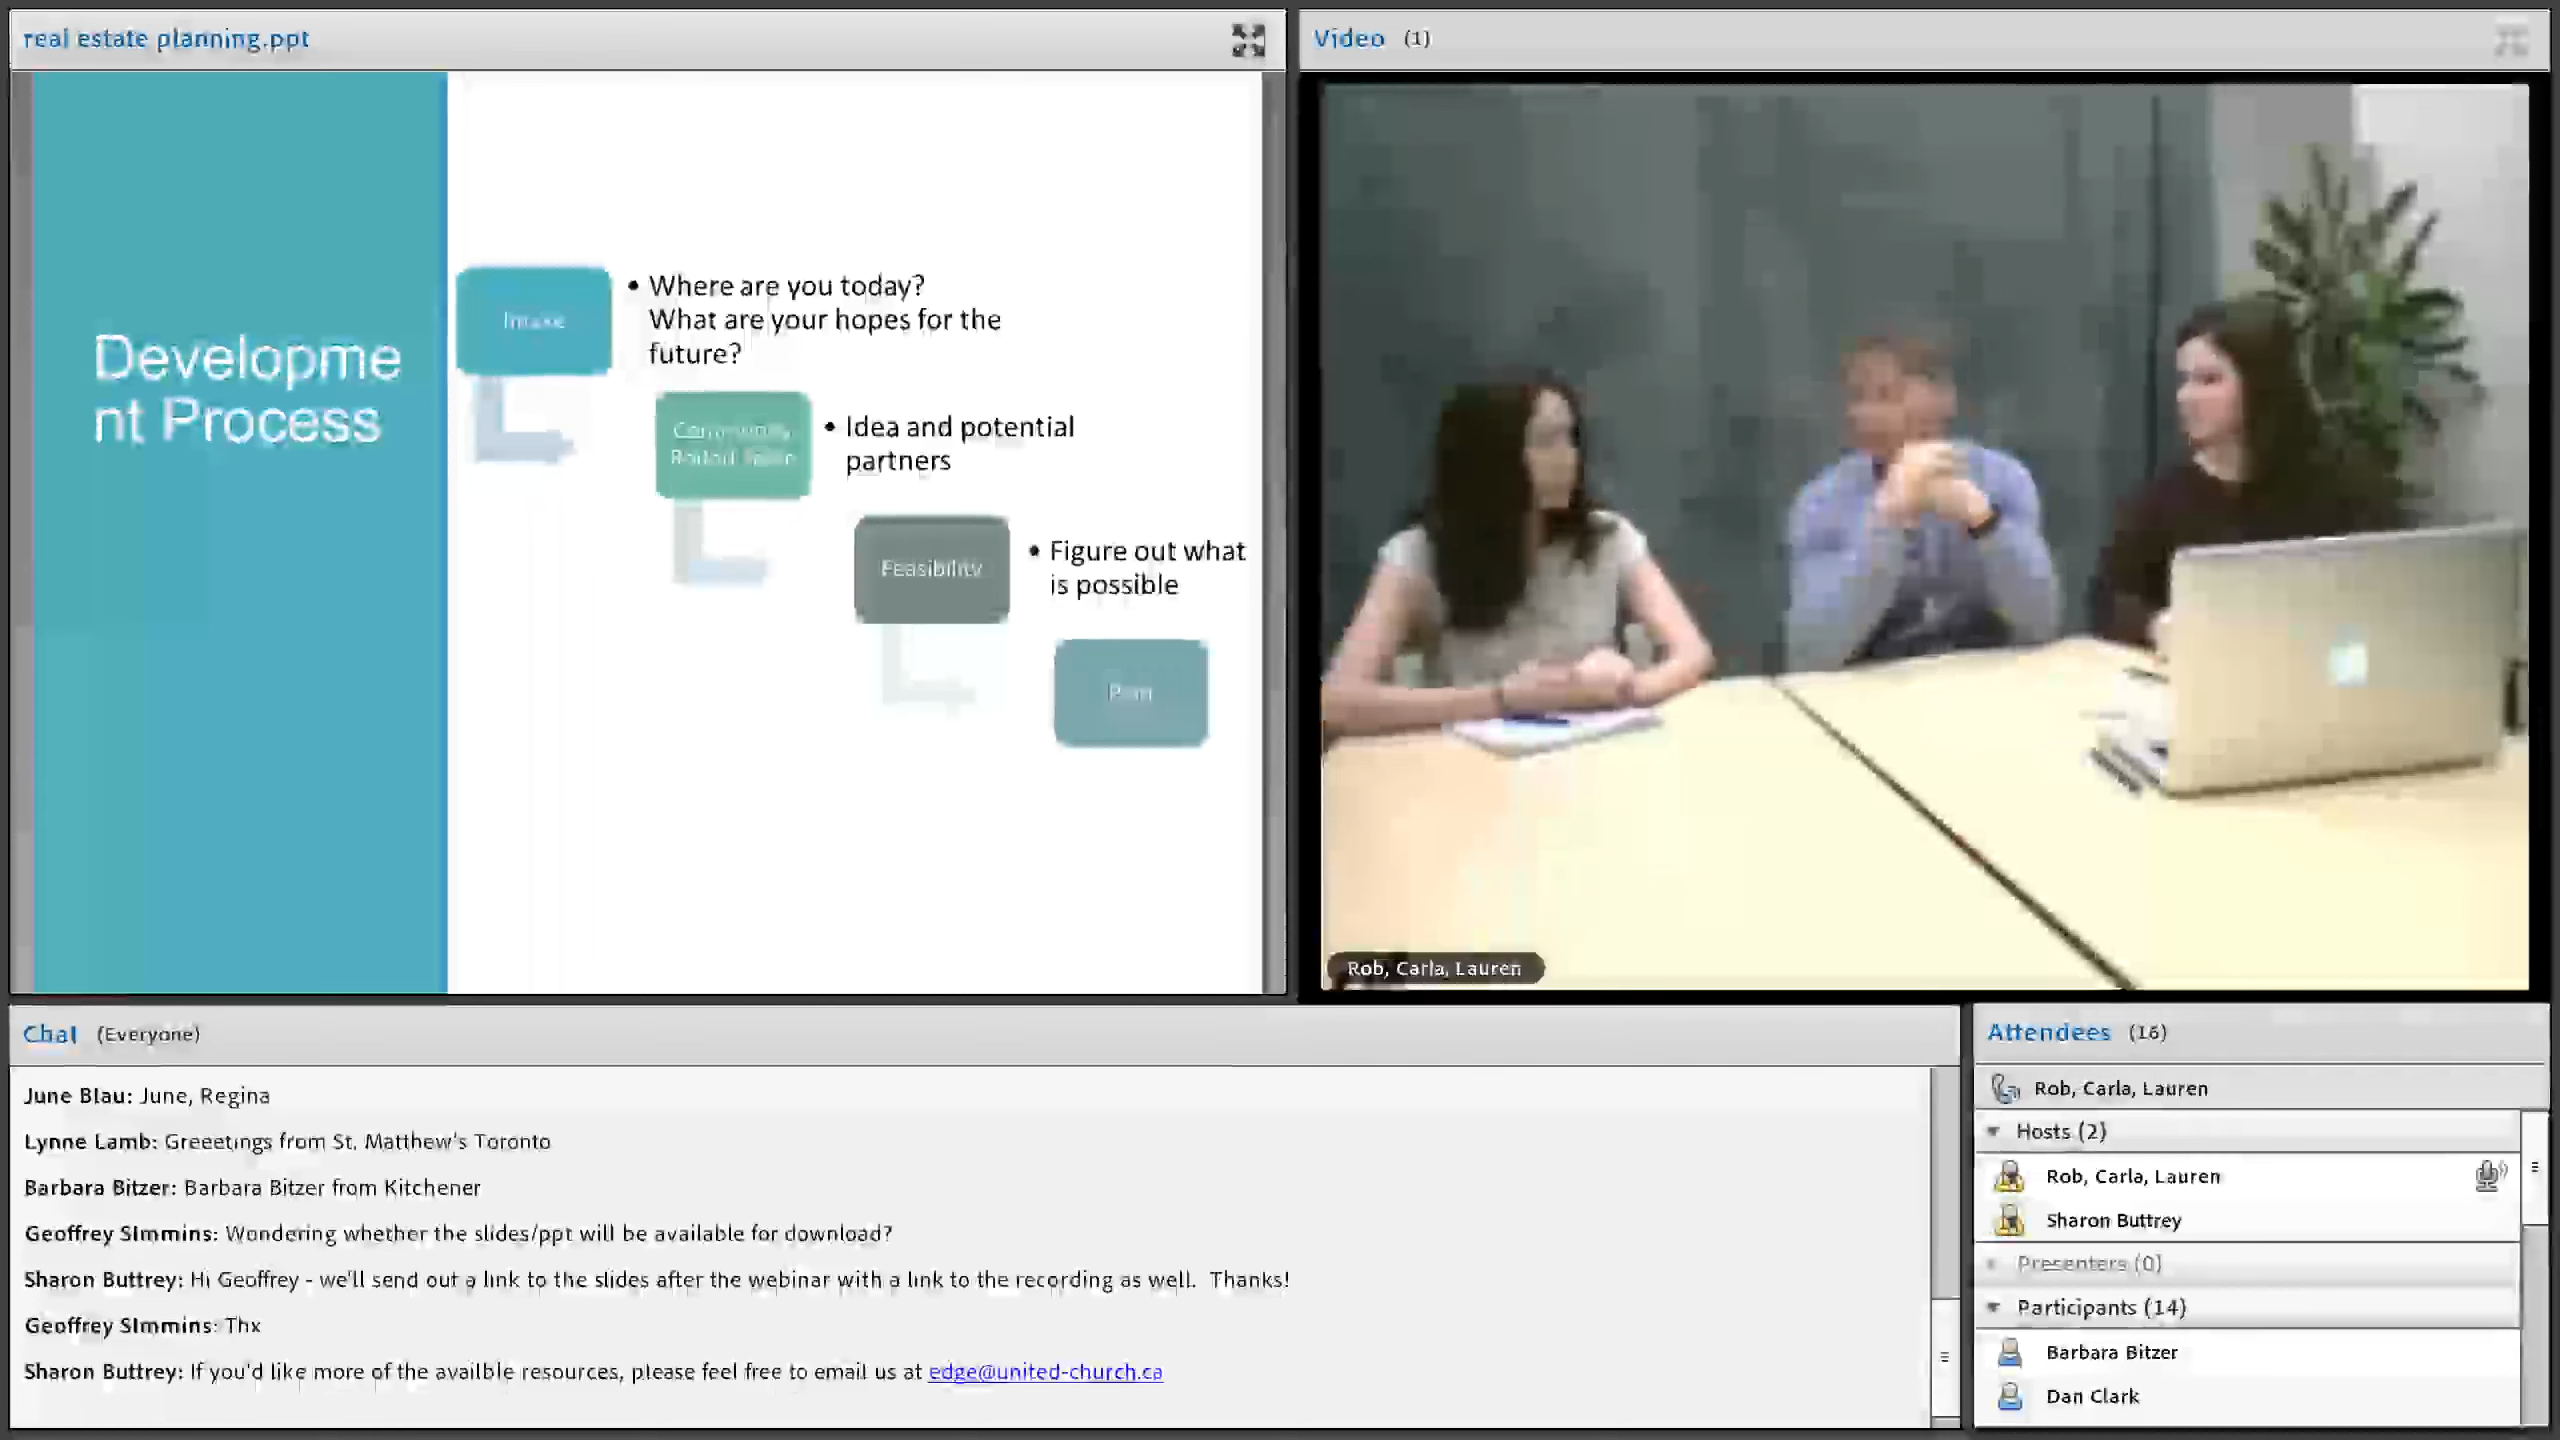 real estate planning.ppt
Developme
nt Process
• Where are you today?
What are your hopes for the
future?
• Idea and potential
partners
Feasibility
• Figure out what
is possible
Plan
Video (1)
Rob, Carla, Lauren
Chat (Everyone)
June Blau: June, Regina
Lynne Lamb: Greeetings from St. Matthew's Toronto
Barbara Bitzer: Barbara Bitzer from Kitchener
Geoffrey SImmins: Wondering whether the slides/ppt will be available for download?
Sharon Buttrey: Hi Geoffrey - we'll send out a link to the slides after the webinar with a link to the recording as well. Thanks!
Geoffrey SImmins: Thx
Sharon Buttrey: If you'd like more of the availble resources, please feel free to email us at edge@united-church.ca
Attendees (16)
Rob, Carla, Lauren
Hosts (2)
Rob, Carla, Lauren
Sharon Buttrey
Presenters (0)
Participants (14)
Barbara Bitzer
Dan Clark